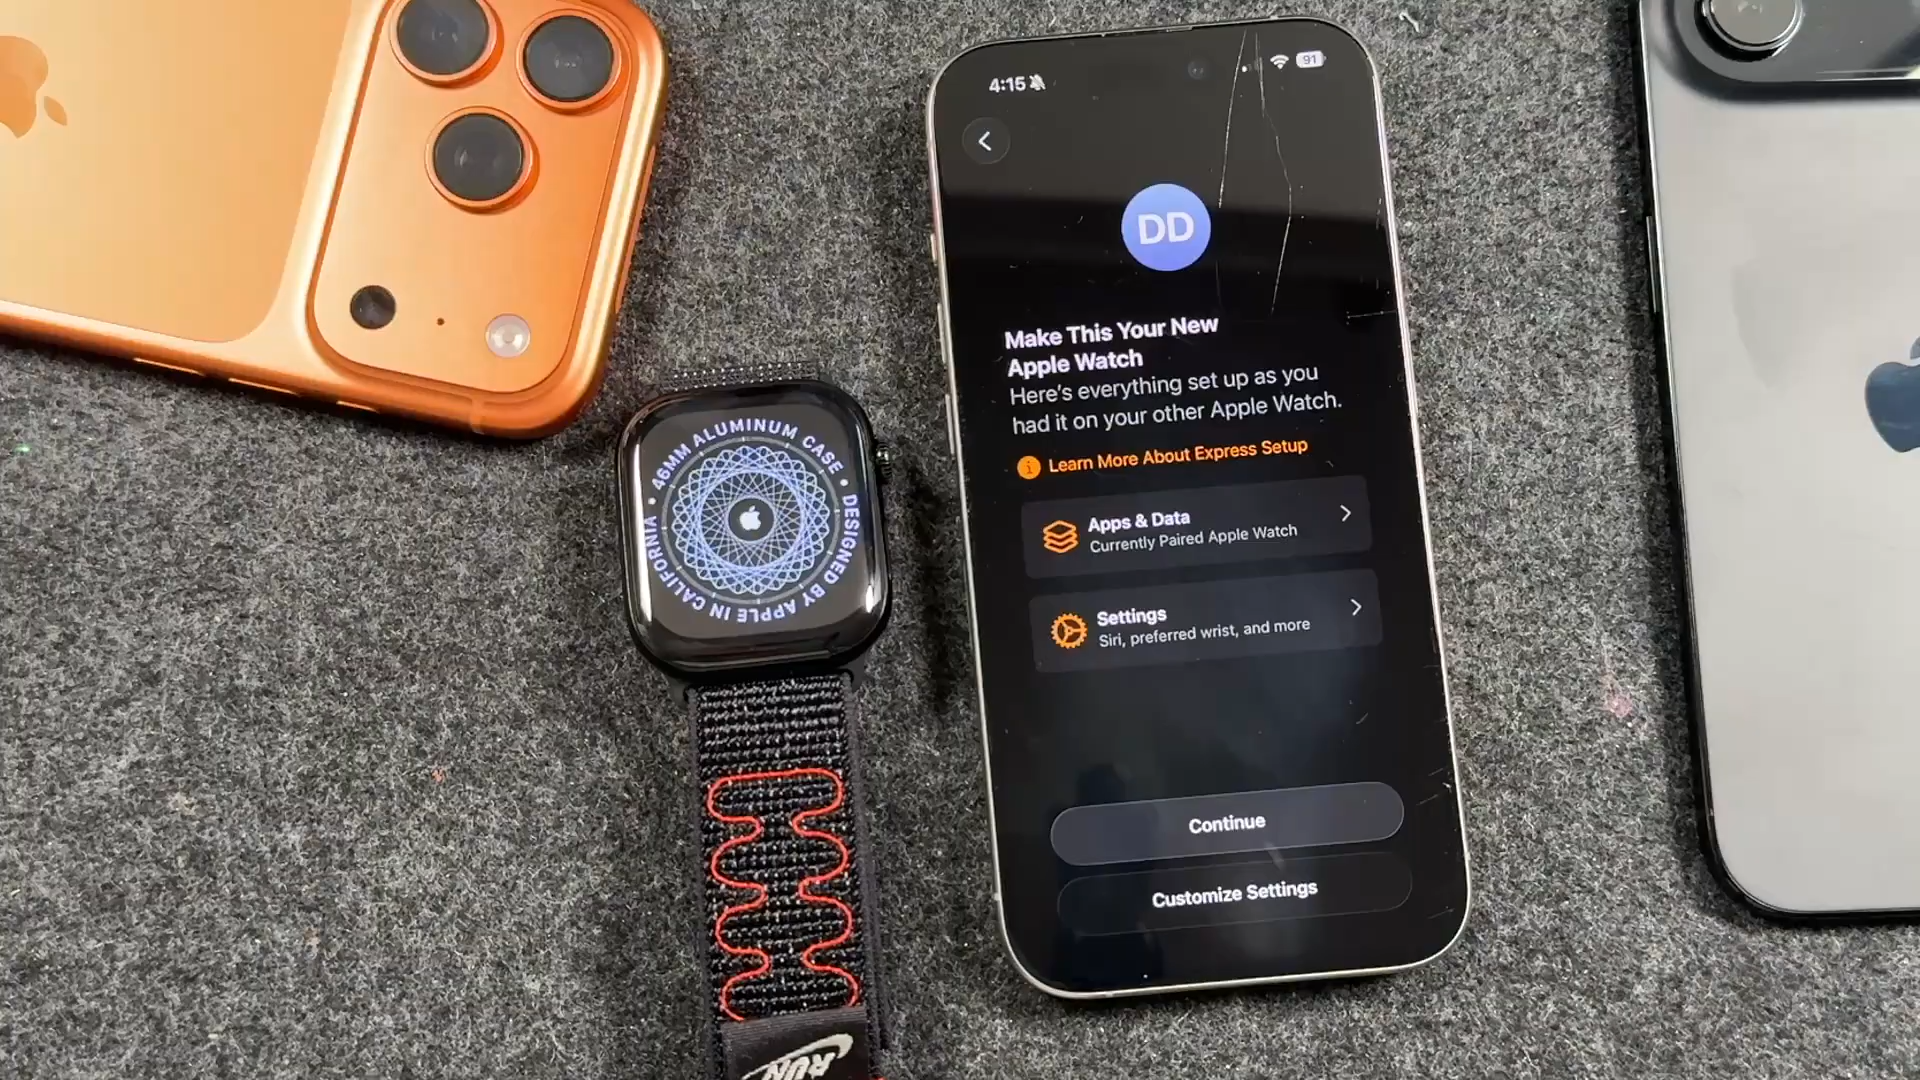 4:15
91
DD
Make This Your New
Apple Watch
Here's everything set up as you
had it on your other Apple Watch.
Learn More About Express Setup
Apps & Data
Currently Paired Apple Watch
Settings
Siri, preferred wrist, and more
Continue
Customize Settings
46MM ALUMINUM CASE • DESIGNED BY APPLE IN CALIFORNIA •
RUN